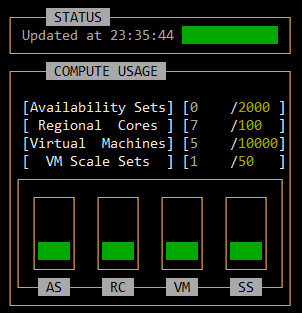 STATUS
Updated at 23:35:44
COMPUTE USAGE
[Availability Sets] [0 /2000 ]
[ Regional Cores ] [7 /100 ]
[Virtual Machines] [5 /10000]
[ VM Scale Sets ] [1 /50 ]
AS RC VM SS